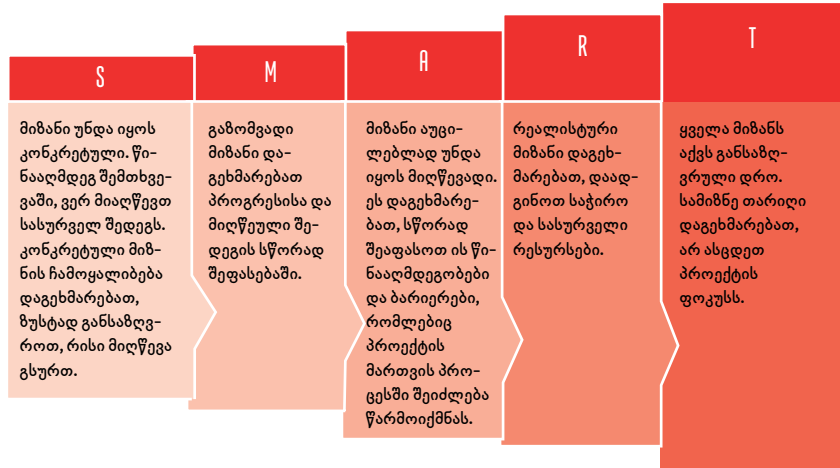 S
მიზანი უნდა იყოს
კონკრეტული. წი-
ნააღმდეგ შემთხვე-
ვაში, ვერ მიაღწევთ
სასურველ შედეგს.
კონკრეტული მიზ-
ნის ჩამოყალიბება
დაგეხმარებათ,
ზუსტად განსაზღვ-
როთ, რისი მიღწევა
გსურთ.
M
გაზომვადი
მიზანი და-
გეხმარებათ
პროგრესისა და
მიღწეული შე-
დეგის სწორად
შეფასებაში.
A
მიზანი აუცი-
ლებლად უნდა
იყოს მიღწევადი.
ეს დაგეხმარე-
ბათ, სწორად
შეაფასოთ ის წი-
ნააღმდეგობები
და ბარიერები,
რომლებიც
პროექტის
მართვის პრო-
ცესში შეიძლება
წარმოიქმნას.
R
რეალისტური
მიზანი დაგეხ-
მარებათ, დაად-
გინოთ საჭირო
და სასურველი
რესურსები.
T
ყველა მიზანს
აქვს განსაზღ-
ვრული დრო.
სამიზნე თარიღი
დაგეხმარებათ,
არ ასცდეთ
პროექტის
ფოკუსს.